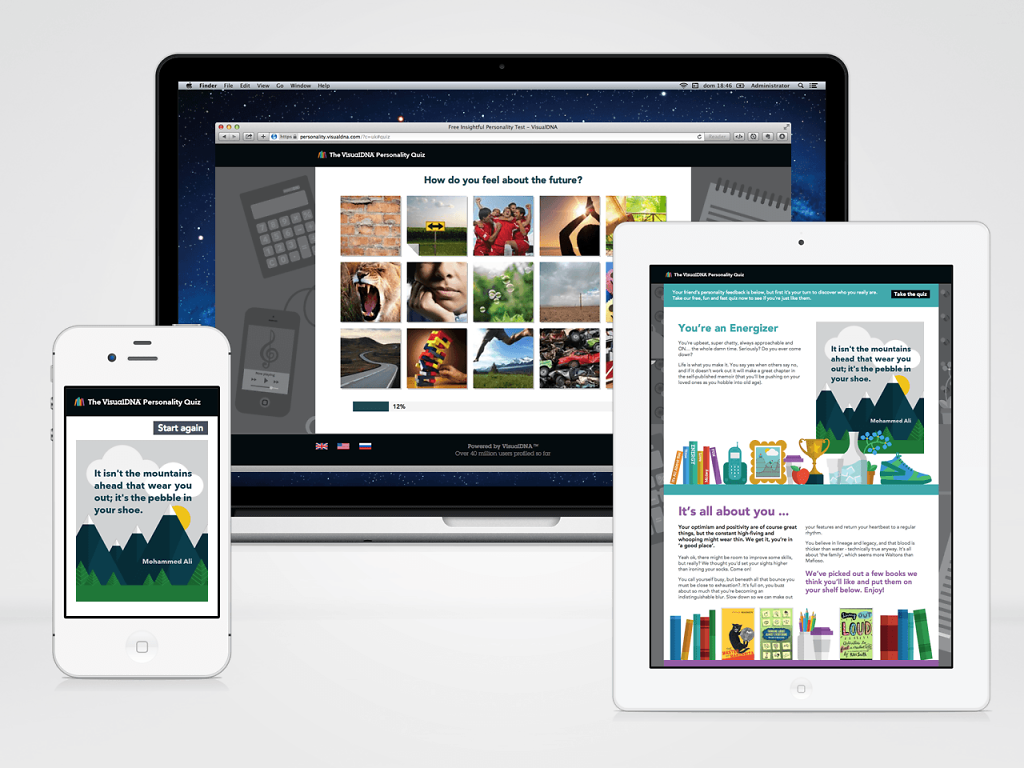 Finder File Edit View Go Window Help
dom 18:46 Administrator
Free Insightful Personality Test – VisualDNA
https personality.visualdna.com
The VisualDNA Personality Quiz
How do you feel about the future?
12%
Powered by VisualDNA™
Over 40 million users profiled so far
The VisualDNA Personality Quiz
Start again
It isn't the mountains
ahead that wear you
out; it's the pebble in
your shoe.
Mohammed Ali
The VisualDNA Personality Quiz
Your friend's personality feedback is below, but first it's your turn to discover who you really are.
Take our free, fun and fast quiz now to see if you're just like them.
Take the quiz
You're an Energizer
You're upbeat, super chatty, always approachable and
ON... the whole damn time. Seriously? Do you ever come
down?
Life is what you make it. You say yes when others say no,
and if it doesn't work out it will make a great chapter in
the self-published memoir (that you'll be pushing on your
loved ones as you hobble into old age).
It isn't the mountains
ahead that wear you
out; it's the pebble in
your shoe.
Mohammed Ali
ENERGY
It's all about you ...
Your optimism and positivity are of course great
things, but the constant high-fiving and
whooping might wear thin. We get it, you're in
'a good place'.
Yeah ok, there might be room to improve some skills,
but really? We thought you'd set your sights higher
than ironing your socks. Come on!
You call yourself busy, but beneath all that bounce you
must be close to exhaustion?. It's full on, you bust
about so much that you're becoming an
indistinguishable blur. Slow down so we can make out
your features and return your heartbeat to a regular
rhythm.
You believe in lineage and legacy, and that blood is
thicker than water - technically true anyway. It's all
about 'the family', which seems more Waltons than
Mafioso.
We've picked out a few books we
think you'll like and put them on
your shelf below. Enjoy!
Living OUT
LOUD
Keri Smith